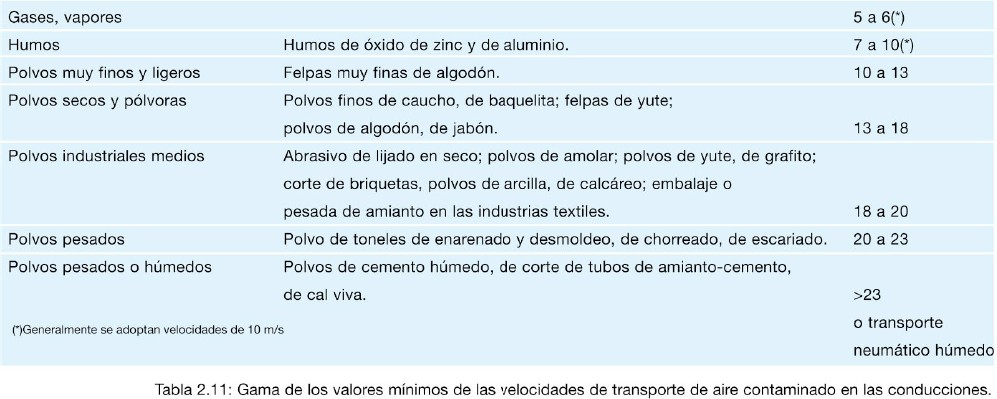 Gases, vapores 5 a 6(*)
Humos Humos de óxido de zinc y de aluminio. 7 a 10(*)
Polvos muy finos y ligeros Felpas muy finas de algodón. 10 a 13
Polvos secos y pólvoras Polvos finos de caucho, de baquelita; felpas de yute;
polvos de algodón, de jabón. 13 a 18
Polvos industriales medios Abrasivo de lijado en seco; polvos de amolar; polvos de yute, de grafito;
corte de briquetas, polvos de arcilla, de calcáreo; embalaje o
pesada de amianto en las industrias textiles. 18 a 20
Polvos pesados Polvo de toneles de enarenado y desmoldeo, de chorreado, de escariado. 20 a 23
Polvos pesados o húmedos Polvos de cemento húmedo, de corte de tubos de amianto-cemento,
de cal viva. >23
(*)Generalmente se adoptan velocidades de 10 m/s o transporte
neumático húmedo
Tabla 2.11: Gama de los valores mínimos de las velocidades de transporte de aire contaminado en las conducciones.